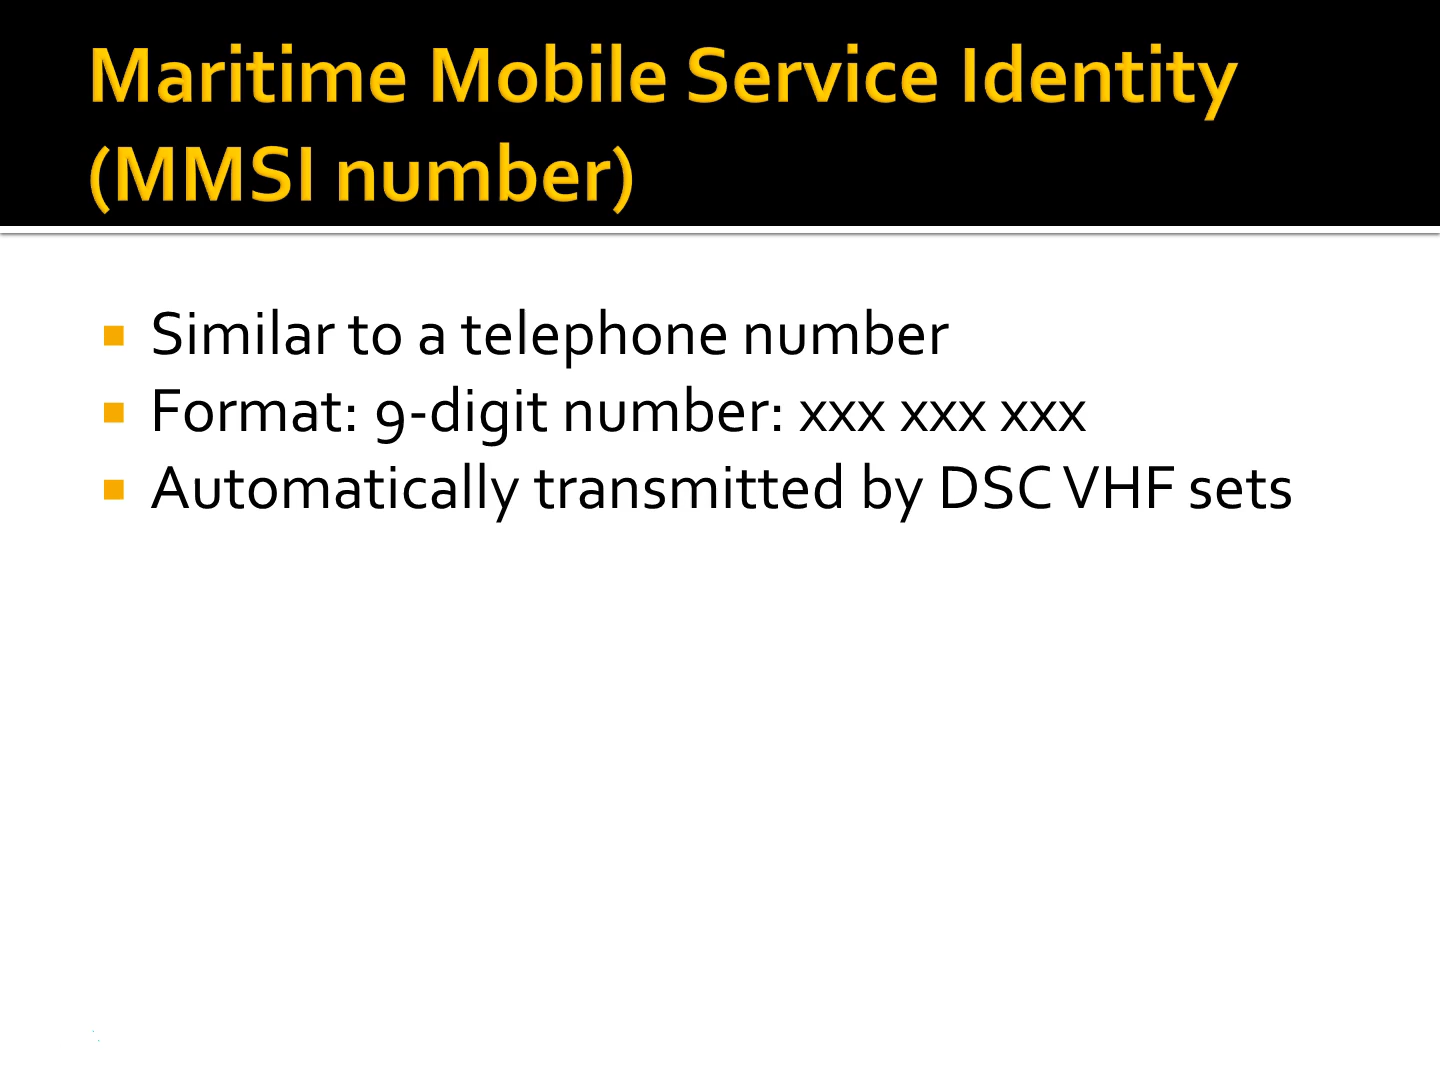 Maritime Mobile Service Identity
(MMSI number)
Similar to a telephone number
Format: 9-digit number: xxx xxx xxx
Automatically transmitted by DSC VHF sets